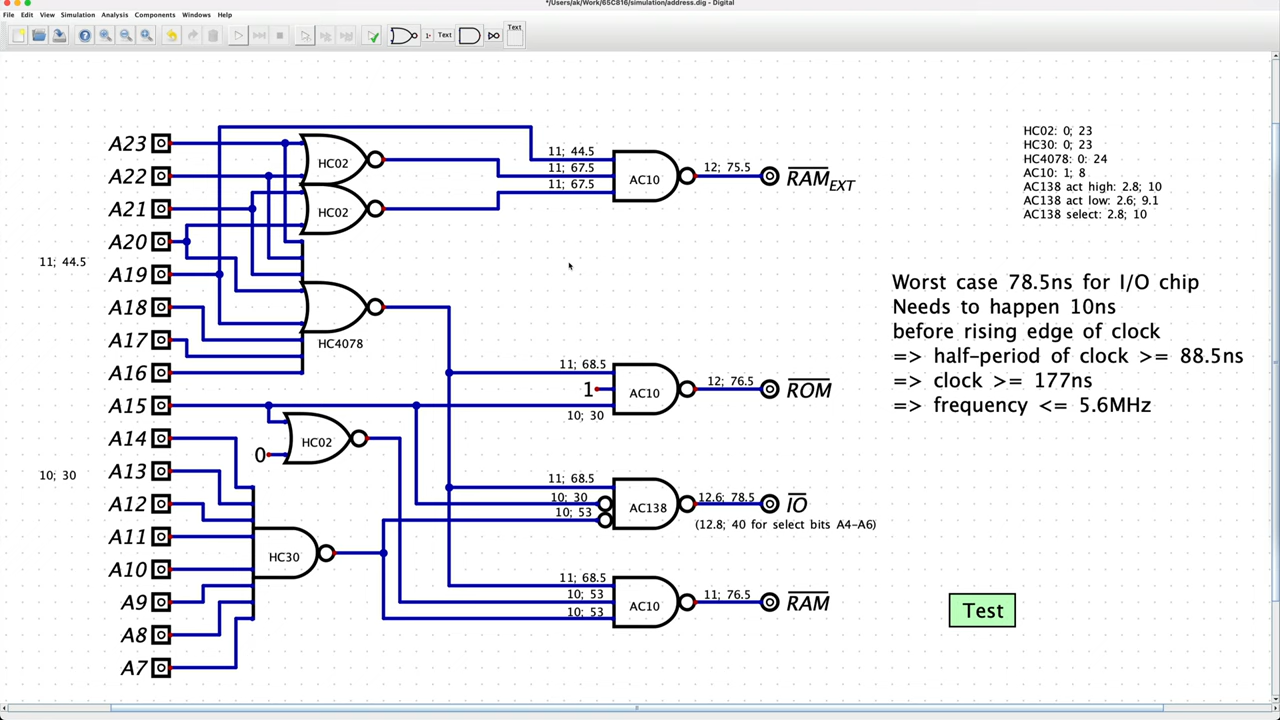 */Users/ak/Work/65C816/simulation/address.dig - Digital
File Edit View Simulation Analysis Components Windows Help
1· Text Text
A23
A22
A21
A20
11; 44.5
A19
A18
A17
A16
A15
A14
A13
10; 30
A12
A11
A10
A9
A8
A7
HC02
HC02
HC4078
HC02
0
HC30
11; 44.5
11; 67.5
11; 67.5
AC10
12; 75.5
RAM EXT
11; 68.5
1
10; 30
AC10
12; 76.5
ROM
11; 68.5
10; 30
10; 53
AC138
12.6; 78.5
IO
(12.8; 40 for select bits A4-A6)
11; 68.5
10; 53
10; 53
AC10
11; 76.5
RAM
HC02: 0; 23
HC30: 0; 23
HC4078: 0: 24
AC10: 1; 8
AC138 act high: 2.8; 10
AC138 act low: 2.6; 9.1
AC138 select: 2.8; 10
Worst case 78.5ns for I/O chip
Needs to happen 10ns
before rising edge of clock
=> half-period of clock >= 88.5ns
=> clock >= 177ns
=> frequency <= 5.6MHz
Test